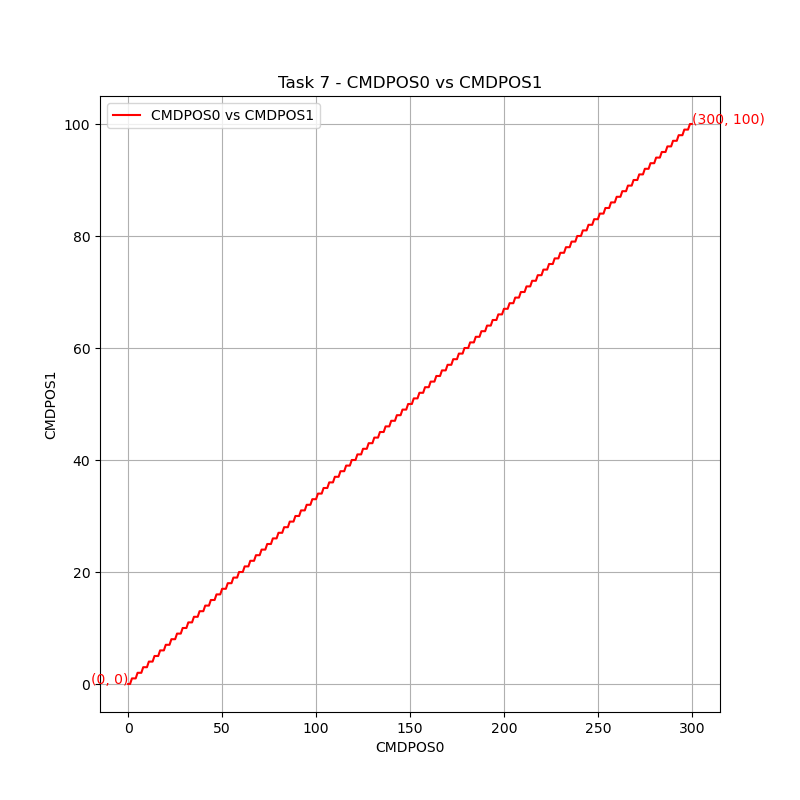 Task 7 - CMDPOS0 vs CMDPOS1
CMDPOS0 vs CMDPOS1
(300, 100)
100
80
60
40
20
0
(0, 0)
CMDPOS1
0 50 100 150 200 250 300
CMDPOS0